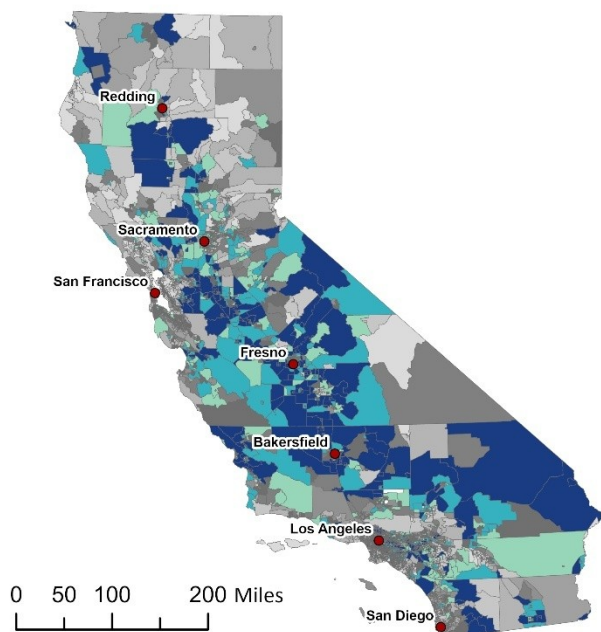 Redding
Sacramento
San Francisco
Fresno
Bakersfield
Los Angeles
0 50 100 200 Miles
San Diego